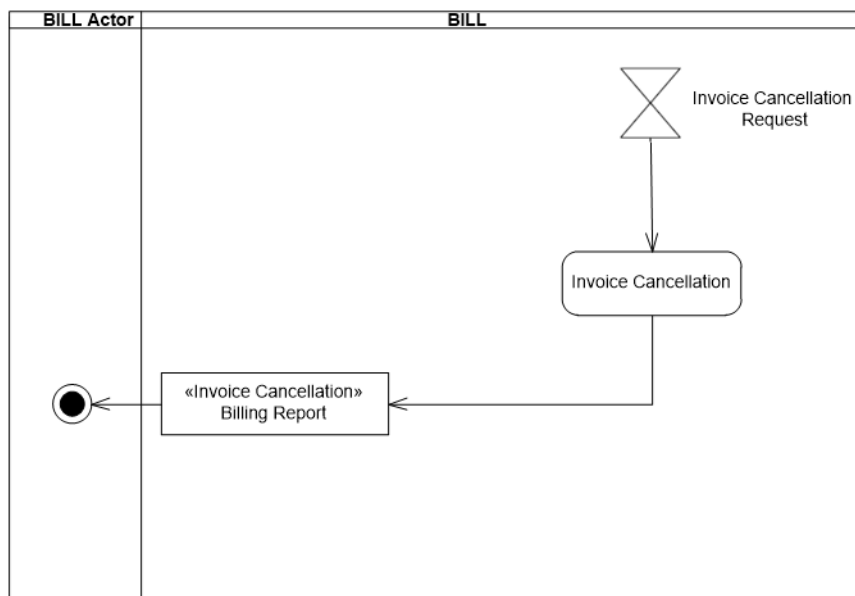 BILL Actor
BILL
Invoice Cancellation
Request
Invoice Cancellation
«Invoice Cancellation»
Billing Report